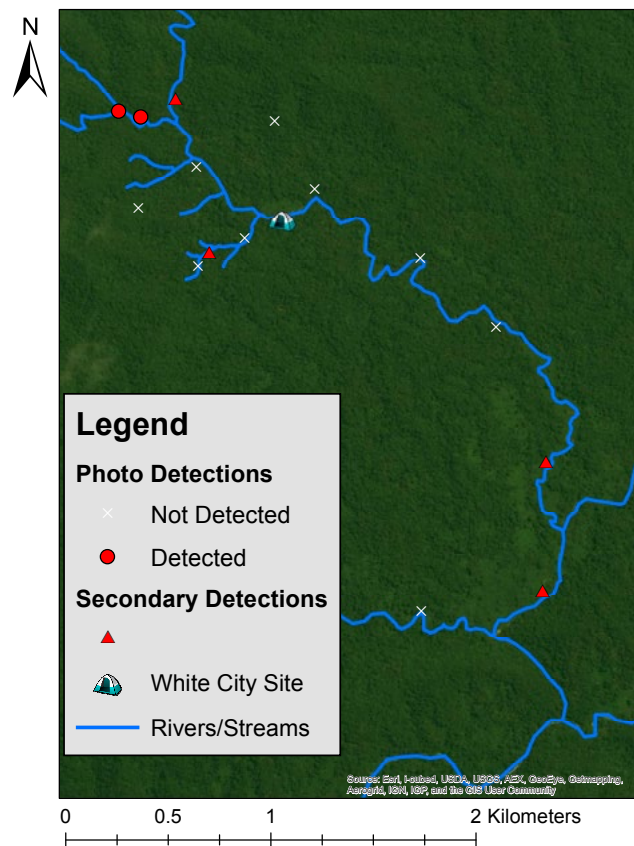 N
Legend
Photo Detections
Not Detected
Detected
Secondary Detections
White City Site
Rivers/Streams
Source: Esri, i-cubed, USDA, USGS, AEX, GeoEye, Getmapping,
Aerogrid, IGN, IGP, and the GIS User Community
0 0.5 1 2 Kilometers